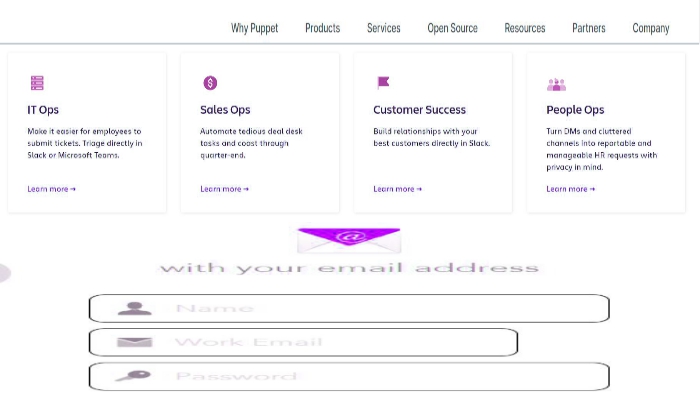 Why Puppet Products Services Open Source Resources Partners Company
IT Ops
Make it easier for employees to
submit tickets. Triage directly in
Slack or Microsoft Teams.
Learn more →
Sales Ops
Automate tedious deal desk
tasks and coast through
quarter-end.
Learn more →
Customer Success
Build relationships with your
best customers directly in Slack.
Learn more →
People Ops
Turn DMs and cluttered
channels into reportable and
manageable HR requests with
privacy in mind.
Learn more →
@
with your email address
Name
Work Email
Password